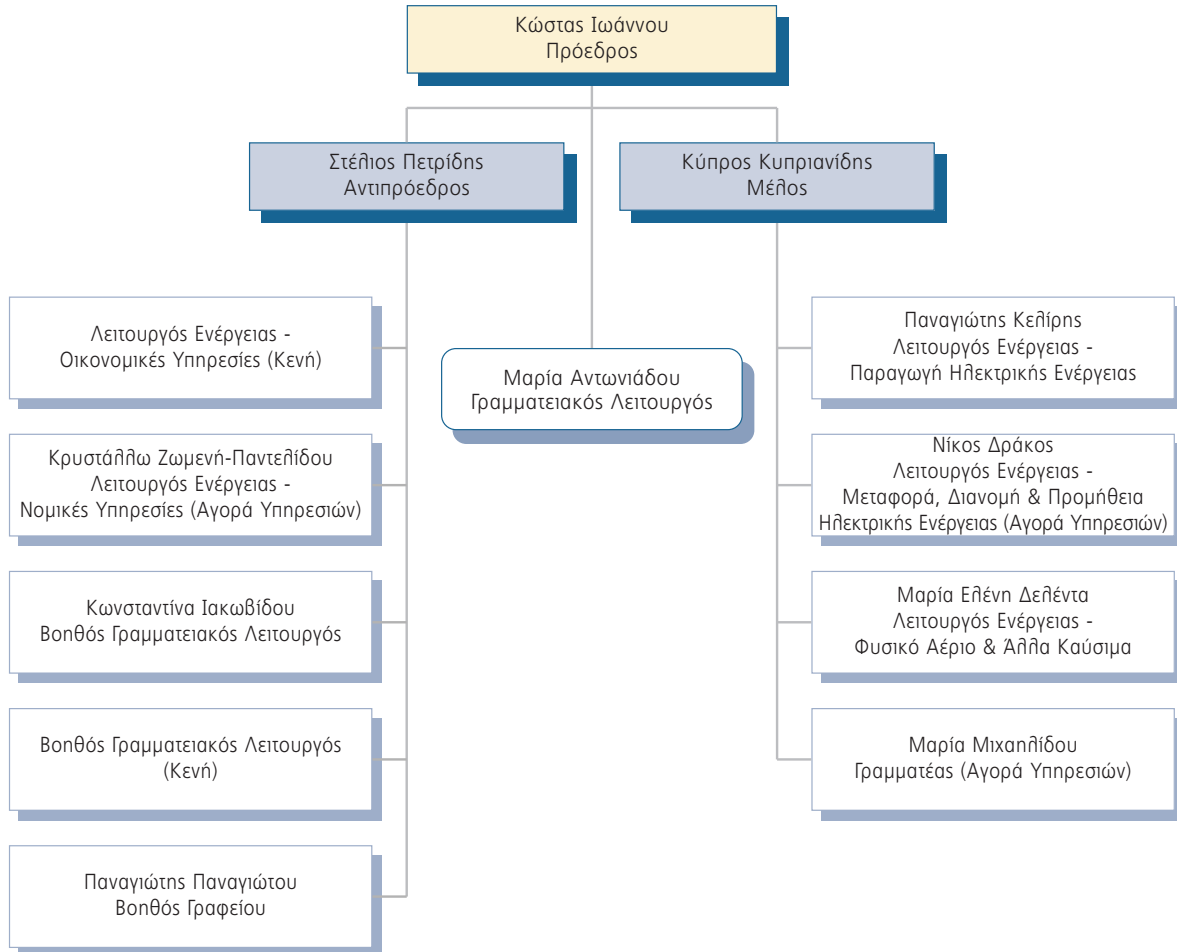 Κώστας Ιωάννου
Πρόεδρος
Στέλιος Πετρίδης
Αντιπρόεδρος
Κύπρος Κυπριανίδης
Μέλος
Λειτουργός Ενέργειας -
Οικονομικές Υπηρεσίες (Κενή)
Κρυστάλλω Ζωμενή-Παντελίδου
Λειτουργός Ενέργειας -
Νομικές Υπηρεσίες (Αγορά Υπηρεσιών)
Κωνσταντίνα Ιακωβίδου
Βοηθός Γραμματειακός Λειτουργός
Βοηθός Γραμματειακός Λειτουργός
(Κενή)
Παναγιώτης Παναγιώτου
Βοηθός Γραφείου
Μαρία Αντωνιάδου
Γραμματειακός Λειτουργός
Παναγιώτης Κελίρης
Λειτουργός Ενέργειας -
Παραγωγή Ηλεκτρικής Ενέργειας
Νίκος Δράκος
Λειτουργός Ενέργειας -
Μεταφορά, Διανομή & Προμήθεια
Ηλεκτρικής Ενέργειας (Αγορά Υπηρεσιών)
Μαρία Ελένη Δελέντα
Λειτουργός Ενέργειας -
Φυσικό Αέριο & Άλλα Καύσιμα
Μαρία Μιχαηλίδου
Γραμματέας (Αγορά Υπηρεσιών)